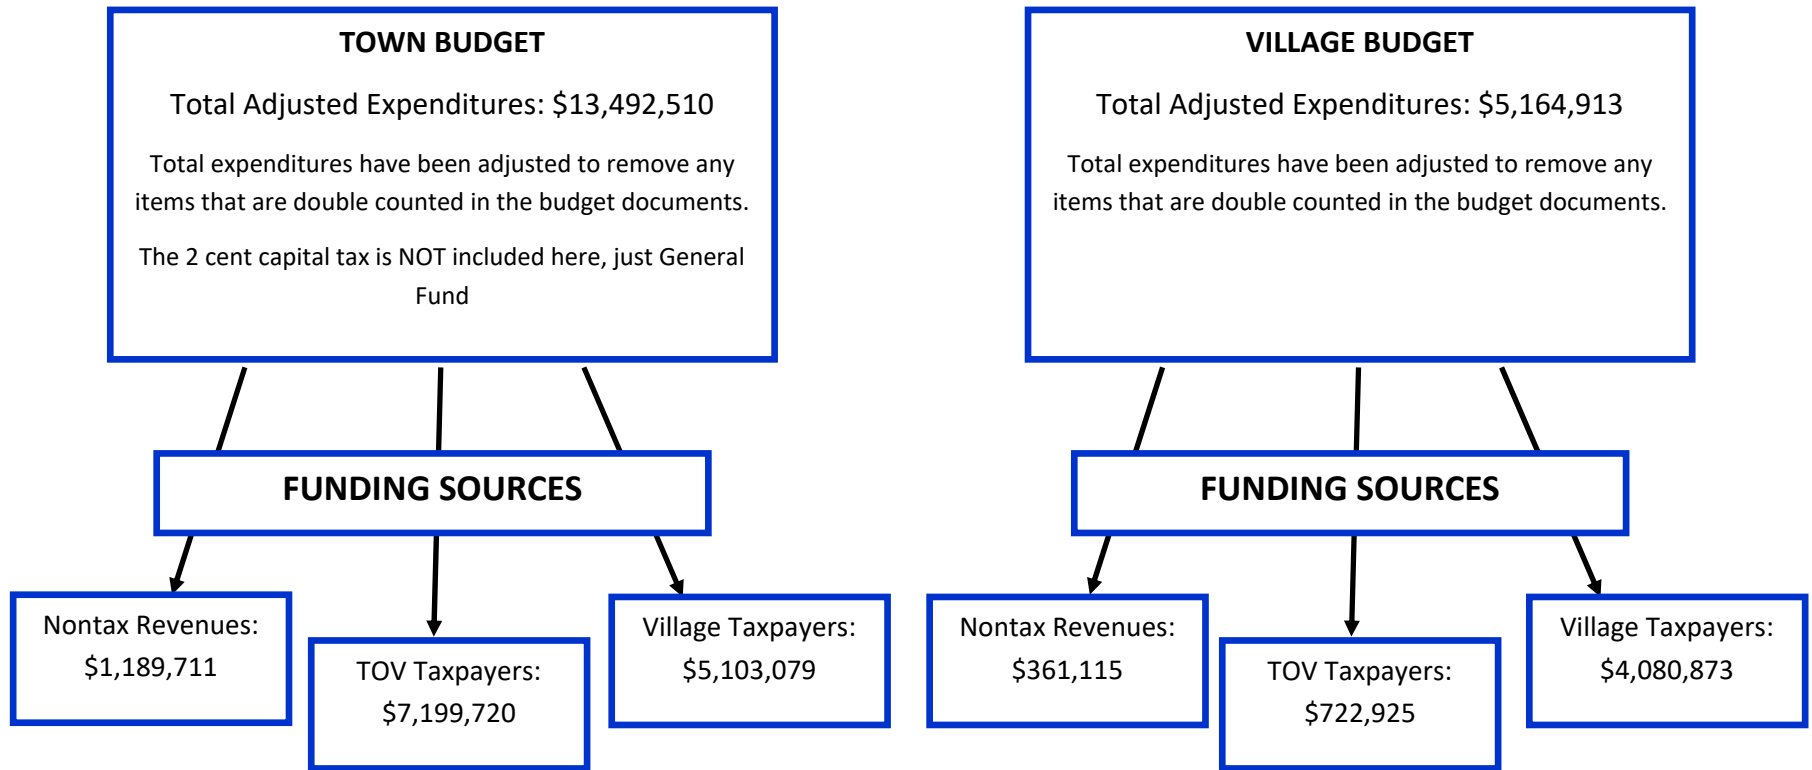 TOWN BUDGET
Total Adjusted Expenditures: $13,492,510
Total expenditures have been adjusted to remove any
items that are double counted in the budget documents.
The 2 cent capital tax is NOT included here, just General
Fund
FUNDING SOURCES
Nontax Revenues:
$1,189,711
TOV Taxpayers:
$7,199,720
Village Taxpayers:
$5,103,079
VILLAGE BUDGET
Total Adjusted Expenditures: $5,164,913
Total expenditures have been adjusted to remove any
items that are double counted in the budget documents.
FUNDING SOURCES
Nontax Revenues:
$361,115
TOV Taxpayers:
$722,925
Village Taxpayers:
$4,080,873